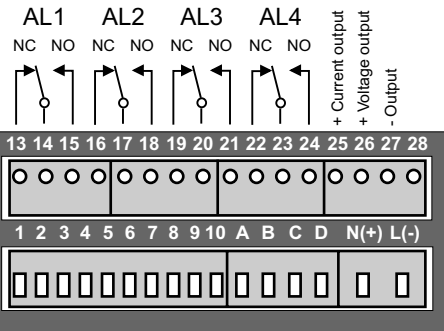 AL1 AL2 AL3 AL4
NC NO NC NO NC NO NC NO
+ Current output
+ Voltage output
- Output
13 14 15 16 17 18 19 20 21 22 23 24 25 26 27 28
1 2 3 4 5 6 7 8 9 10 A B C D N(+) L(-)